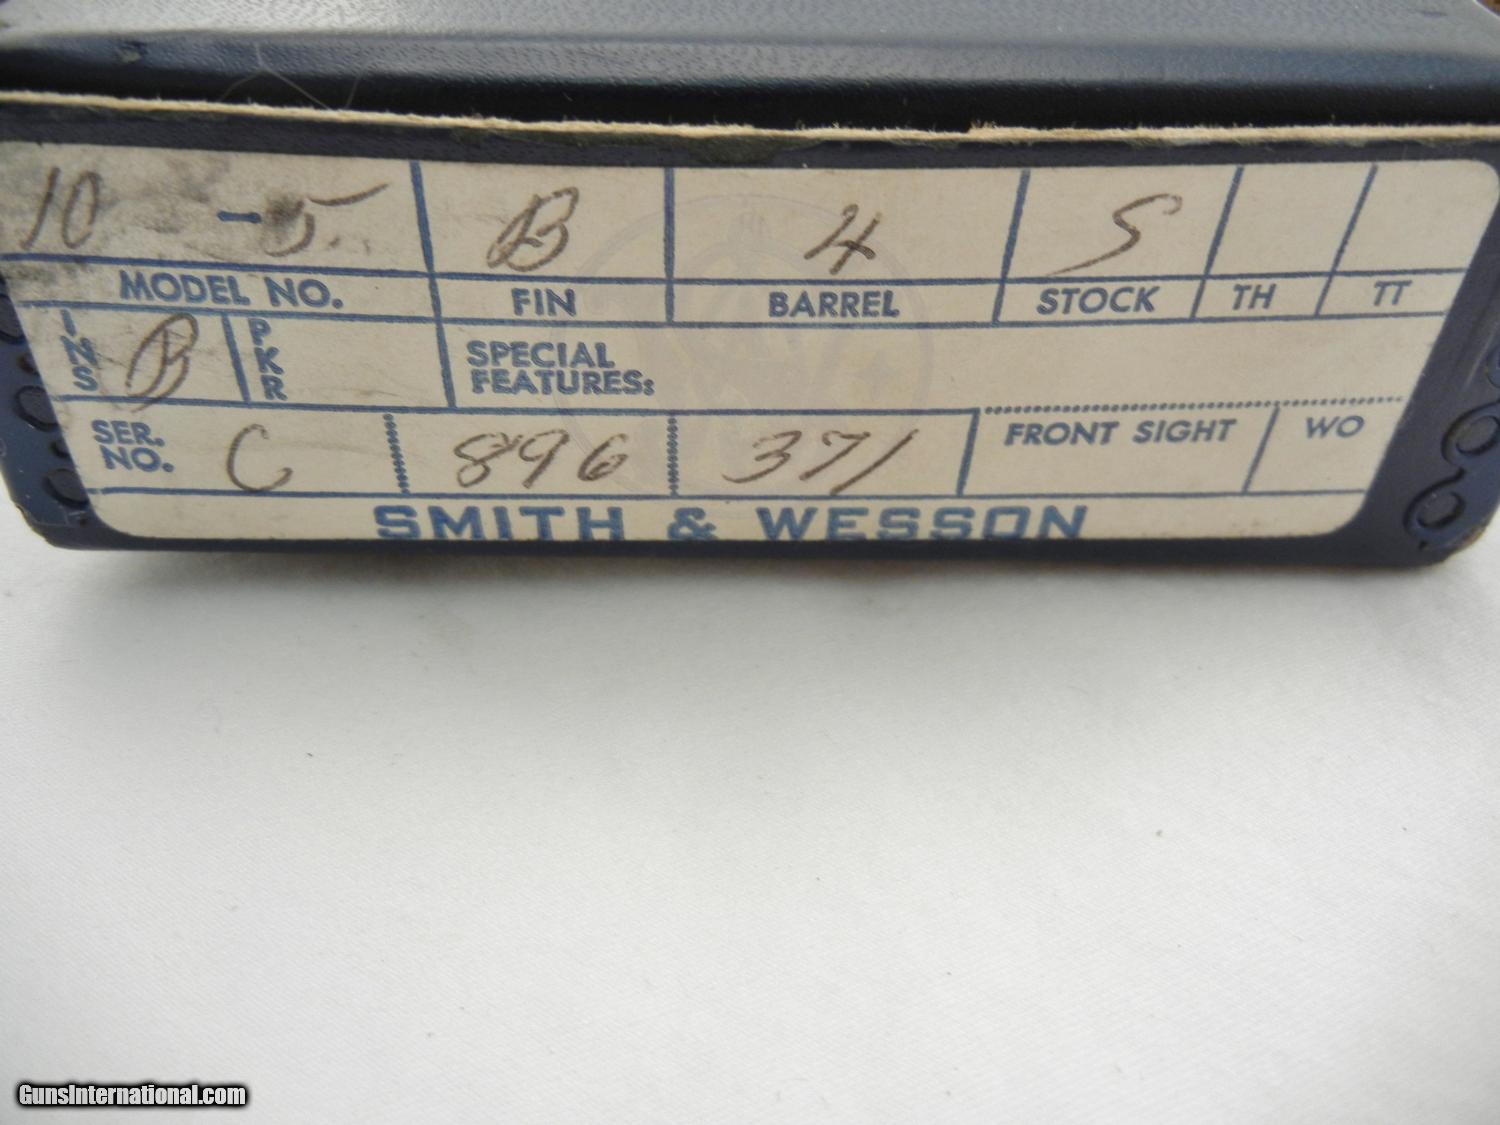 10 -5 B 4 S
MODEL NO. FIN BARREL STOCK TH TT
INS B PKR SPECIAL
FEATURES:
SER.
NO. C 896 371 FRONT SIGHT WO
SMITH & WESSON
GunsInternational.com